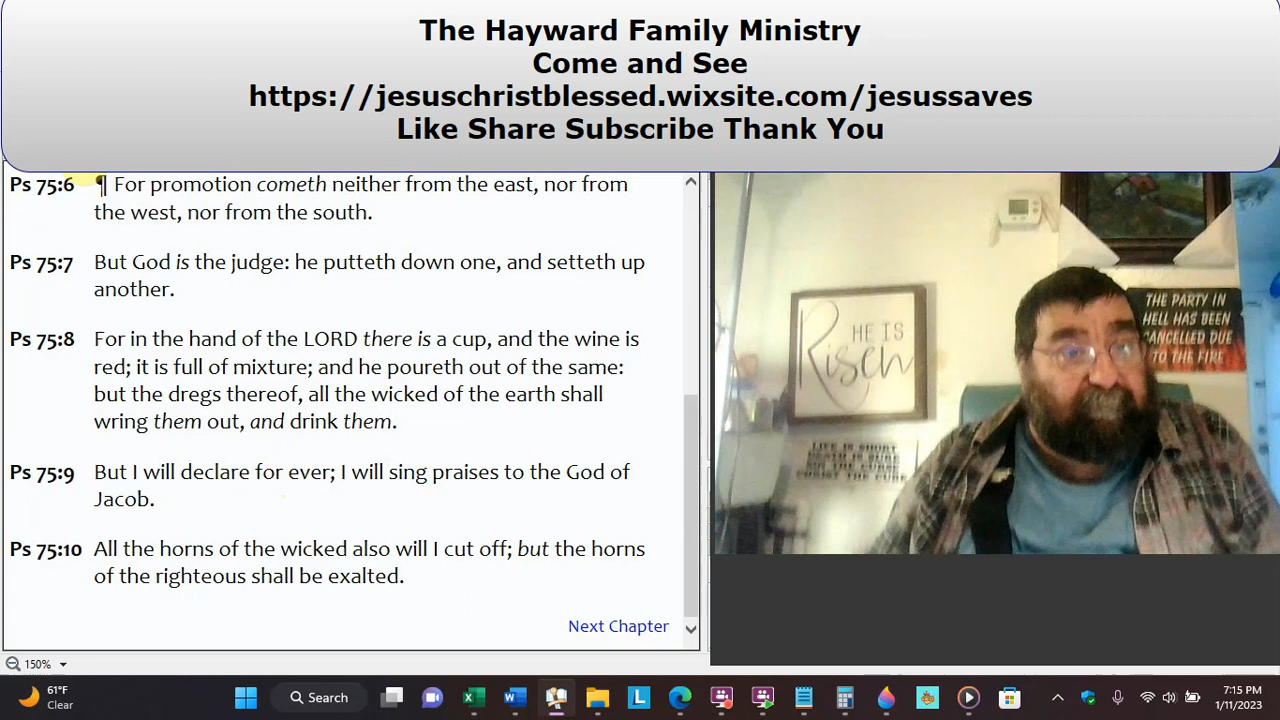 The Hayward Family Ministry
Come and See
https://jesuschristblessed.wixsite.com/jesussaves
Like Share Subscribe Thank You
Ps 75:6 ¶ For promotion cometh neither from the east, nor from
the west, nor from the south.
Ps 75:7 But God is the judge: he putteth down one, and setteth up
another.
Ps 75:8 For in the hand of the LORD there is a cup, and the wine is
red; it is full of mixture; and he poureth out of the same:
but the dregs thereof, all the wicked of the earth shall
wring them out, and drink them.
Ps 75:9 But I will declare for ever; I will sing praises to the God of
Jacob.
Ps 75:10 All the horns of the wicked also will I cut off; but the horns
of the righteous shall be exalted.
Next Chapter
150%
HE IS
Risen
THE PARTY IN
HELL HAS BEEN
CANCELLED DUE
TO THE FIRE
LIFE IS SHORT
61°F
Clear
Search
7:15 PM
1/11/2023